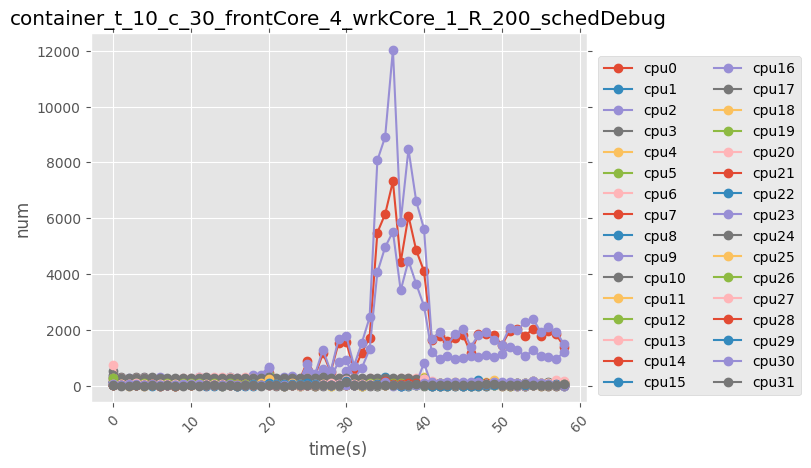 container_t_10_c_30_frontCore_4_wrkCore_1_R_200_schedDebug
12000
10000
8000
6000
4000
2000
0
num
0
10
20
30
40
50
60
time(s)
cpu0
cpu1
cpu2
cpu3
cpu4
cpu5
cpu6
cpu7
cpu8
cpu9
cpu10
cpu11
cpu12
cpu13
cpu14
cpu15
cpu16
cpu17
cpu18
cpu19
cpu20
cpu21
cpu22
cpu23
cpu24
cpu25
cpu26
cpu27
cpu28
cpu29
cpu30
cpu31